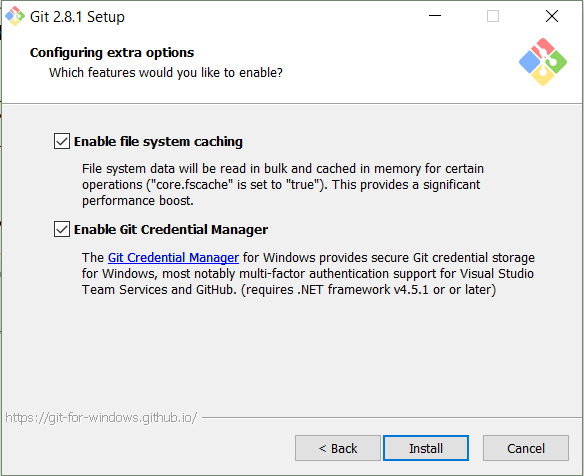 Git 2.8.1 Setup
Configuring extra options
Which features would you like to enable?
Enable file system caching
File system data will be read in bulk and cached in memory for certain
operations ("core.fscache" is set to "true"). This provides a significant
performance boost.
Enable Git Credential Manager
The Git Credential Manager for Windows provides secure Git credential storage
for Windows, most notably multi-factor authentication support for Visual Studio
Team Services and GitHub. (requires .NET framework v4.5.1 or or later)
https://git-for-windows.github.io/
< Back
Install
Cancel